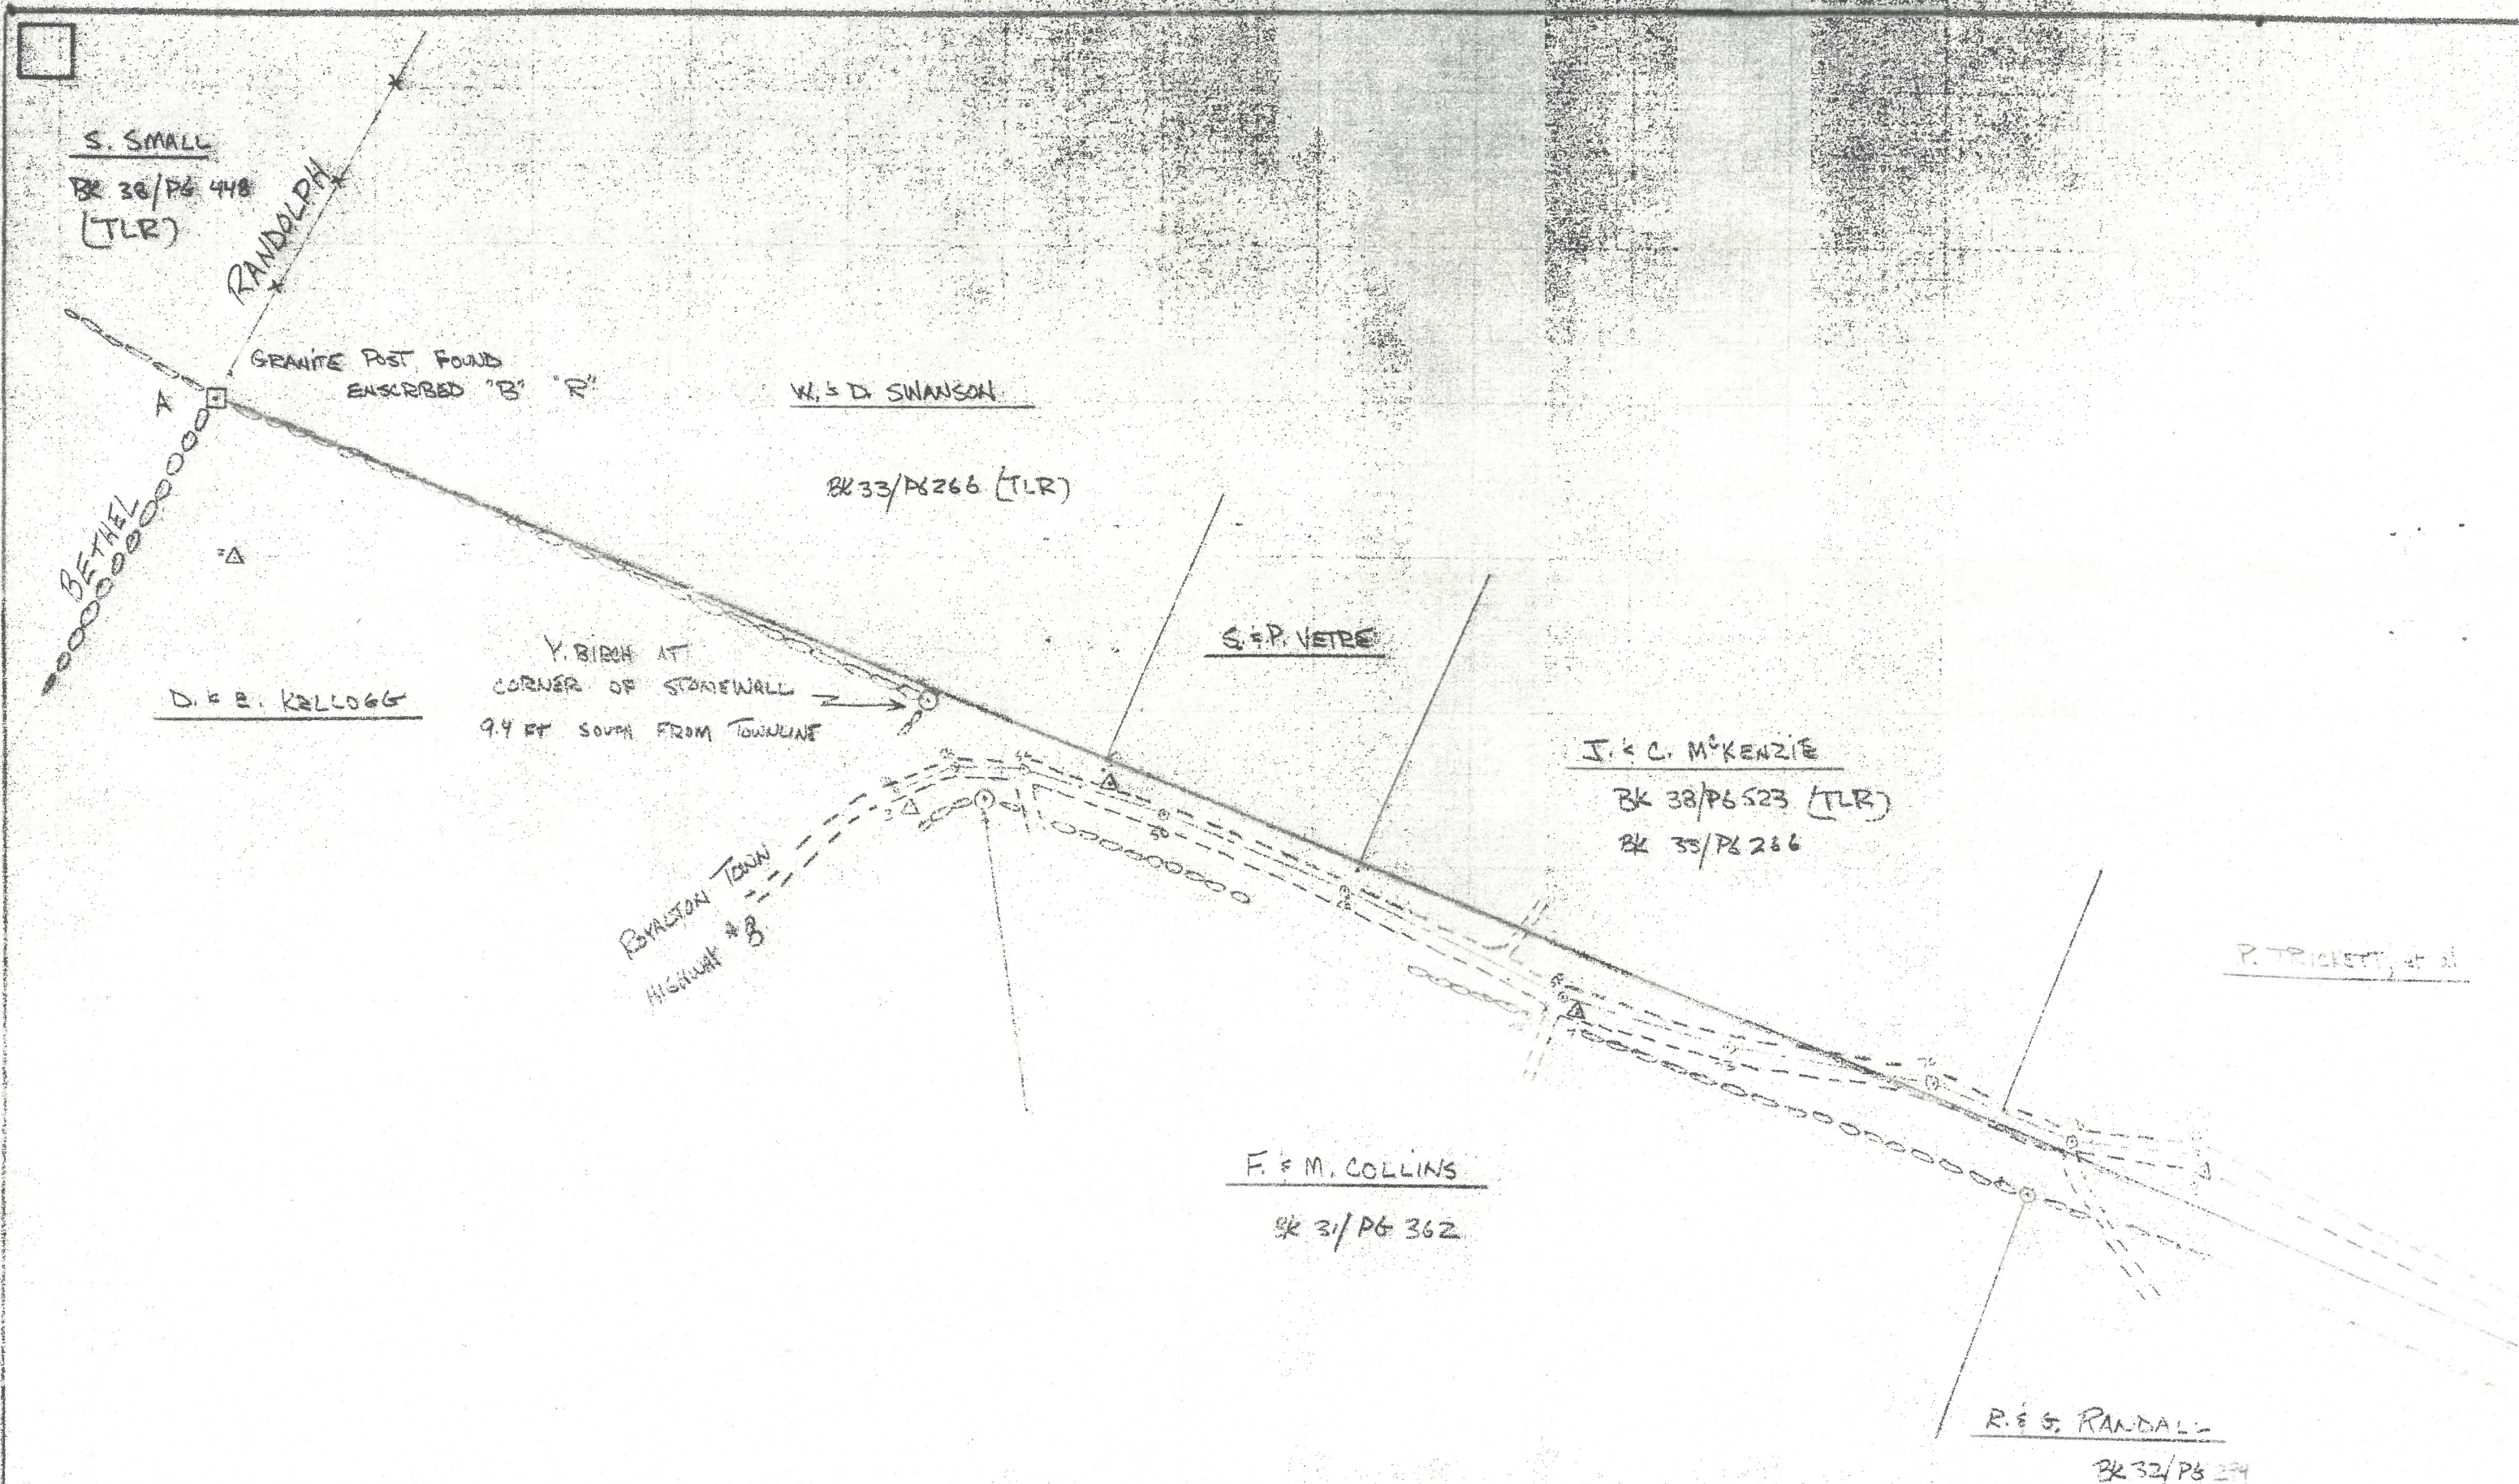 S. SMALL
BK 38/PG 448
(TLR)
RANDOLPH
GRANITE POST FOUND
ENSCRIBED "B" "R"
A
W. & D. SWANSON
BK 33/PG 266 (TLR)
BETHEL
S. & P. VETRE
Y. BIRCH AT
CORNER OF STONEWALL
9.4 FT SOUTH FROM TOWNLINE
D. & E. KELLOGG
J. & C. McKENZIE
BK 38/PG 523 (TLR)
BK 33/PG 266
ROYALTON TOWN
HIGHWAY #
P. TRICKETT, et al
F. & M. COLLINS
BK 31/PG 362
R. & G. RANDALL
BK 32/PG